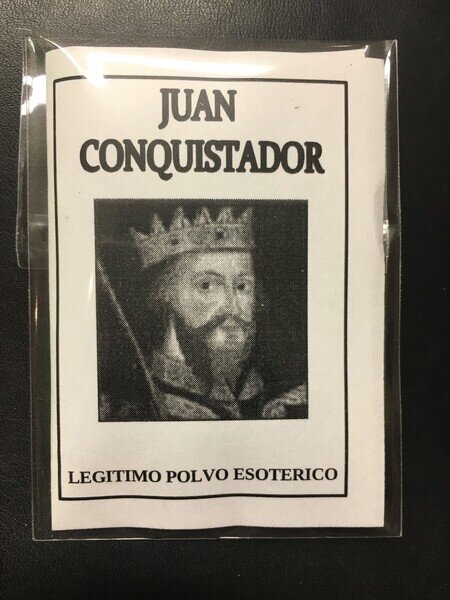 JUAN
CONQUISTADOR
LEGITIMO POLVO ESOTERICO